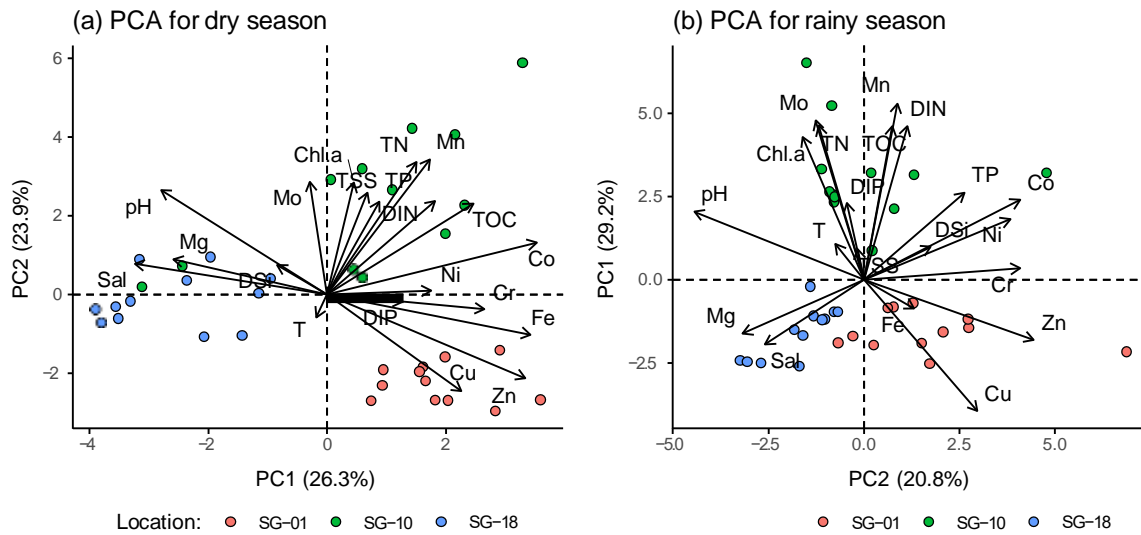 (a) PCA for dry season
(b) PCA for rainy season
6
4
2
0
−2
PC2 (23.9%)
TN
Mn
Chl.a
TSS
TP
Mo
DIN
TOC
pH
Mg
Sal
DSi
Co
Ni
Cr
T
DIP
Fe
Cu
Zn
−4
−2
0
2
PC1 (26.3%)
5.0
2.5
0.0
−2.5
PC1 (29.2%)
Mn
Mo
DIN
TN
TOC
Chl.a
DIP
TP
Co
pH
T
DSi
Ni
TSS
Cr
Mg
Fe
Zn
Sal
Cu
−5.0
−2.5
0.0
2.5
5.0
PC2 (20.8%)
Location: SG−01 SG−10 SG−18
SG−01 SG−10 SG−18